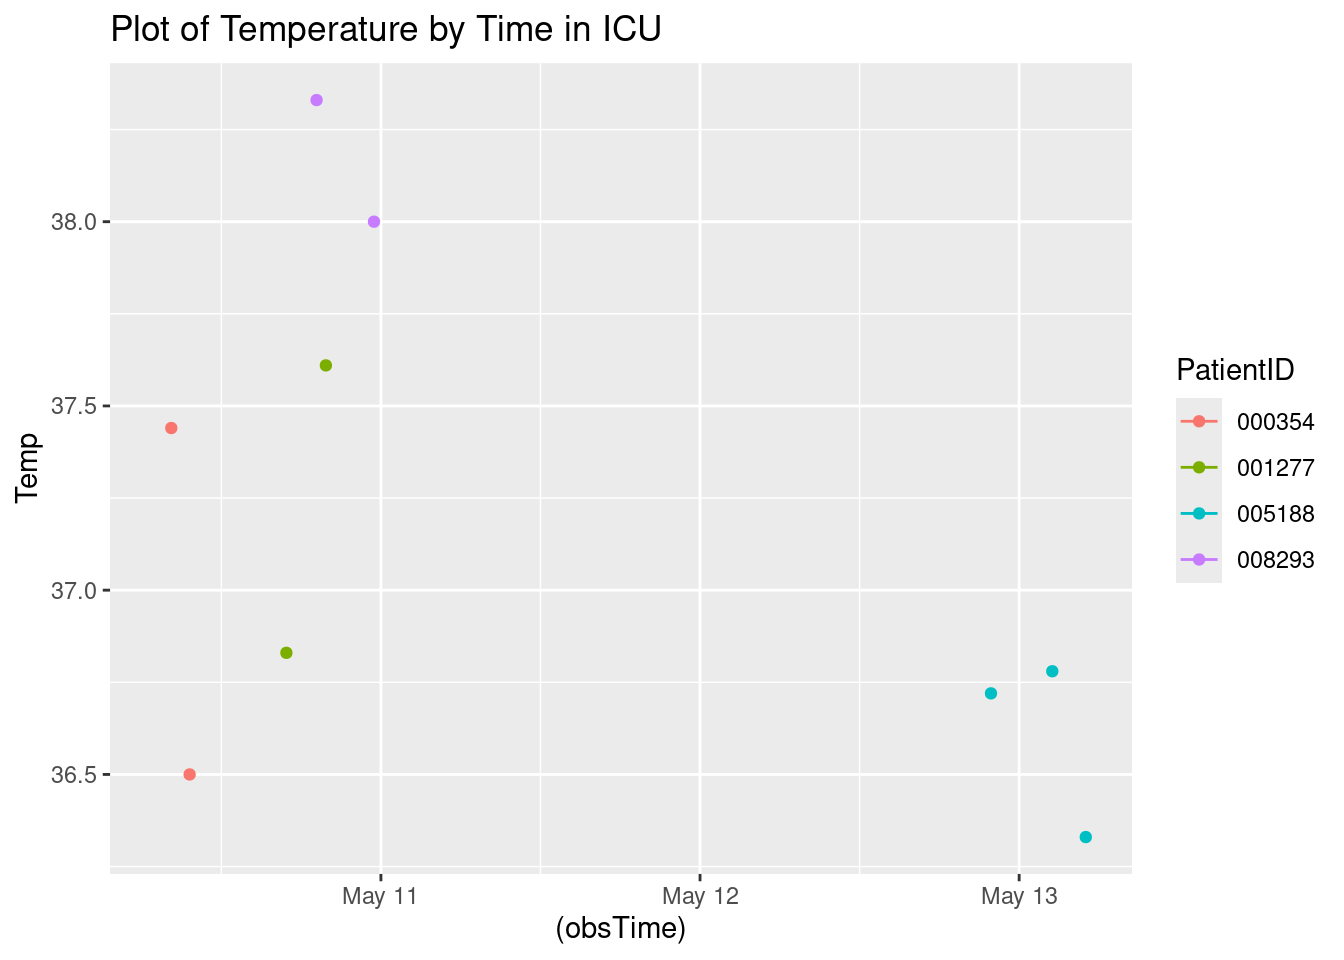 Plot of Temperature by Time in ICU
Temp
38.0
37.5
37.0
36.5
May 11
May 12
May 13
(obsTime)
PatientID
000354
001277
005188
008293